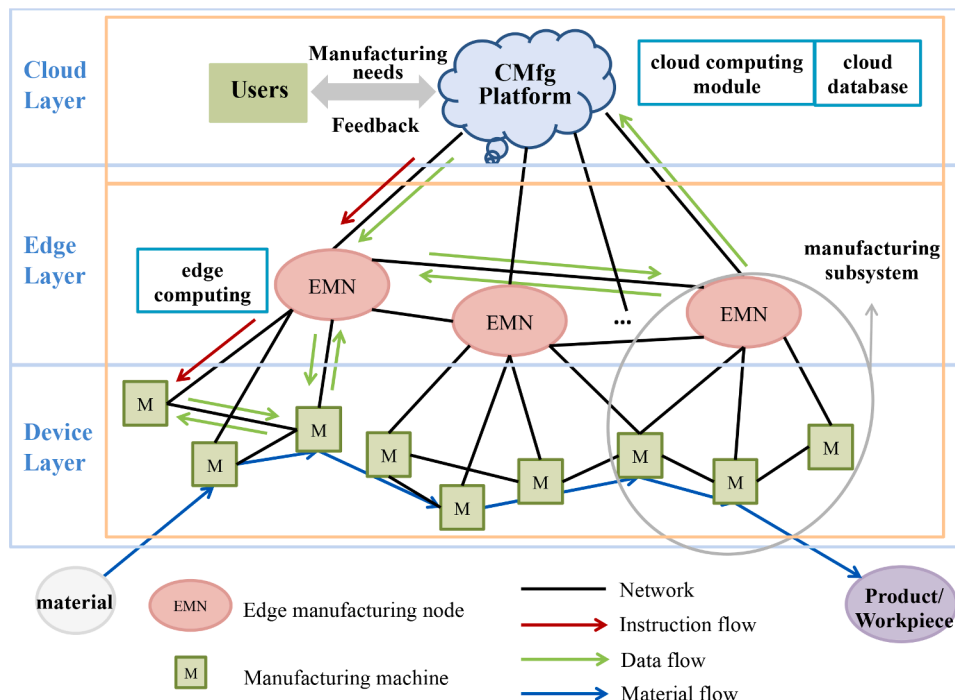 Cloud
Layer
Users
Manufacturing
needs
Feedback
CMfg
Platform
cloud computing
module
cloud
database
Edge
Layer
edge
computing
EMN
EMN
...
EMN
manufacturing
subsystem
Device
Layer
M
M
M
M
M
M
M
M
M
material
EMN
Edge manufacturing node
M
Manufacturing machine
Network
Instruction flow
Data flow
Material flow
Product/
Workpiece